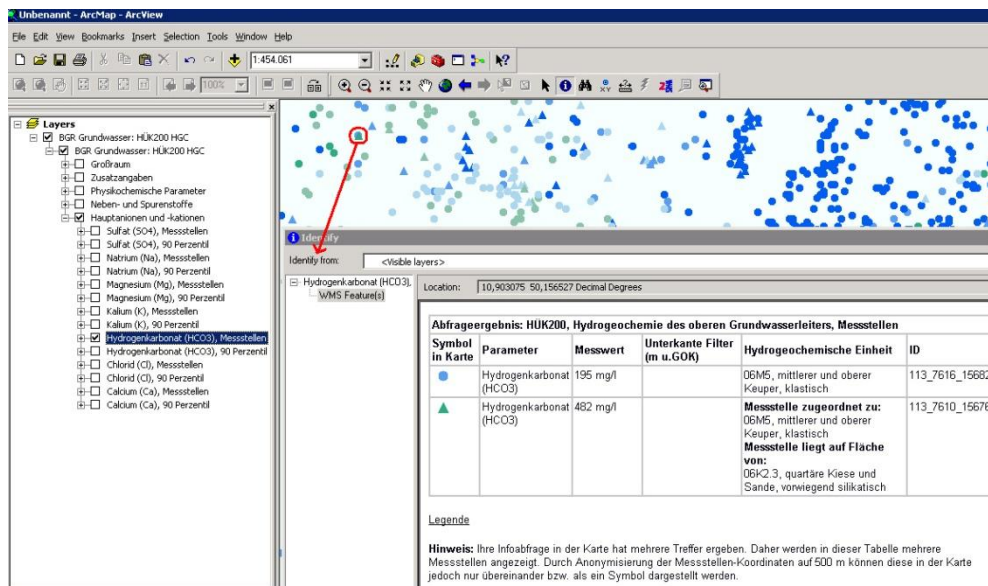 Unbenannt - ArcMap - ArcView
File Edit View Bookmarks Insert Selection Tools Window Help
1:454.061
100%
Layers
BGR Grundwasser: HÜK200 HGC
BGR Grundwasser: HÜK200 HGC
Großraum
Zusatzangaben
Physikochemische Parameter
Neben- und Spurenstoffe
Hauptanionen und -kationen
Sulfat (SO4), Messstellen
Sulfat (SO4), 90 Perzentil
Natrium (Na), Messstellen
Natrium (Na), 90 Perzentil
Magnesium (Mg), Messstellen
Magnesium (Mg), 90 Perzentil
Kalium (K), Messstellen
Kalium (K), 90 Perzentil
Hydrogenkarbonat (HCO3), Messstellen
Hydrogenkarbonat (HCO3), 90 Perzentil
Chlorid (Cl), Messstellen
Chlorid (Cl), 90 Perzentil
Calcium (Ca), Messstellen
Calcium (Ca), 90 Perzentil
Identify
Identify from: <Visible layers>
Hydrogenkarbonat (HCO3),
WMS Feature(s)
Location: 10,903075 50,156527 Decimal Degrees
Abfrageergebnis: HÜK200, Hydrogeochemie des oberen Grundwasserleiters, Messstellen
Symbol in Karte Parameter Messwert Unterkante Filter (m u.GOK) Hydrogeochemische Einheit ID
Hydrogenkarbonat (HCO3) 195 mg/l 06M5, mittlerer und oberer Keuper, klastisch 113_7616_15682
Hydrogenkarbonat (HCO3) 482 mg/l Messstelle zugeordnet zu: 113_7610_15676
06M5, mittlerer und oberer
Keuper, klastisch
Messstelle liegt auf Fläche
von:
06K2.3, quartäre Kiese und
Sande, vorwiegend silikatisch
Legende
Hinweis: Ihre Infoabfrage in der Karte hat mehrere Treffer ergeben. Daher werden in dieser Tabelle mehrere
Messstellen angezeigt. Durch Anonymisierung der Messstellen-Koordinaten auf 500 m können diese in der Karte
jedoch nur übereinander bzw. als ein Symbol dargestellt werden.